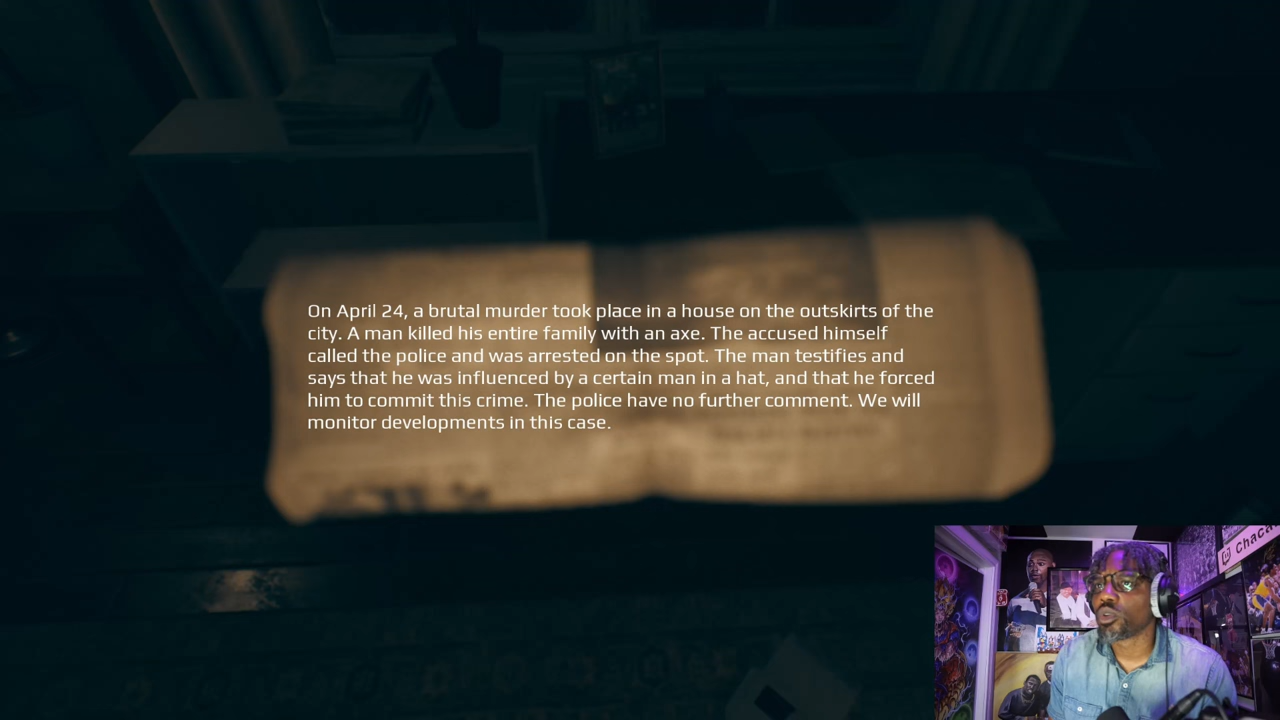 On April 24, a brutal murder took place in a house on the outskirts of the
city. A man killed his entire family with an axe. The accused himself
called the police and was arrested on the spot. The man testifies and
says that he was influenced by a certain man in a hat, and that he forced
him to commit this crime. The police have no further comment. We will
monitor developments in this case.
Chaca